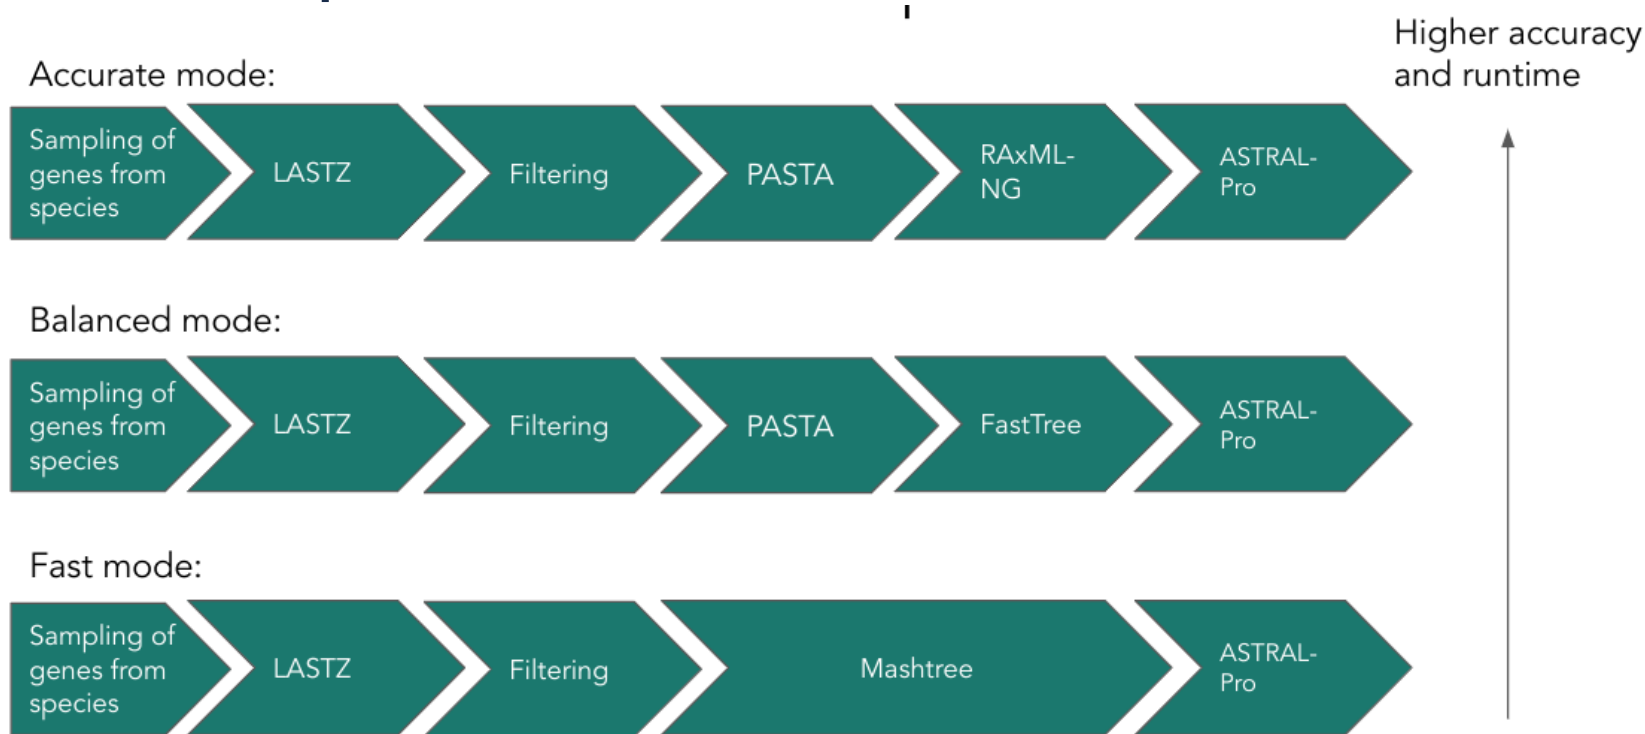 Higher accuracy
and runtime
Accurate mode:
Sampling of
genes from
species
LASTZ
Filtering
PASTA
RAxML-
NG
ASTRAL-
Pro
Balanced mode:
Sampling of
genes from
species
LASTZ
Filtering
PASTA
FastTree
ASTRAL-
Pro
Fast mode:
Sampling of
genes from
species
LASTZ
Filtering
Mashtree
ASTRAL-
Pro